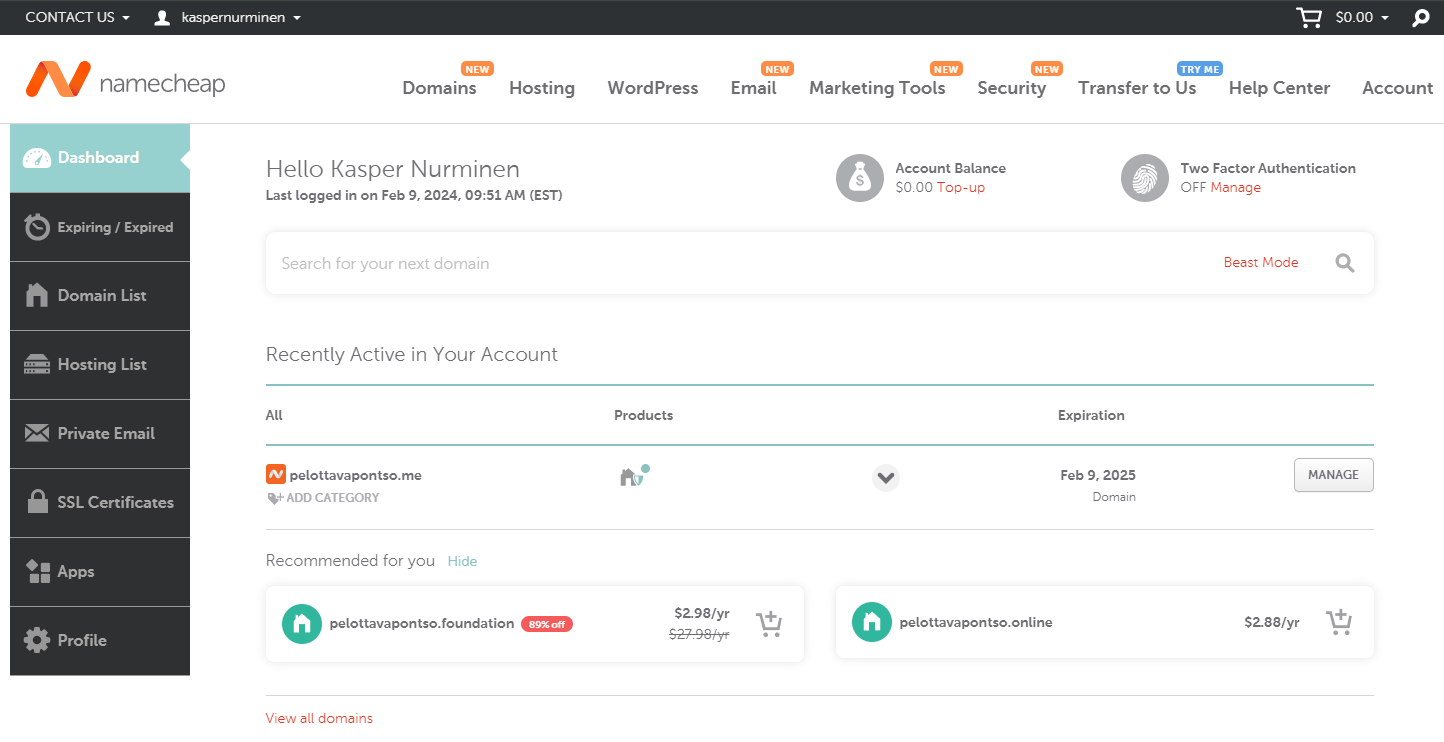 CONTACT US kaspernurminen $0.00
NEW NEW NEW NEW TRY ME
namecheap Domains Hosting WordPress Email Marketing Tools Security Transfer to Us Help Center Account
Dashboard
Expiring / Expired
Domain List
Hosting List
Private Email
SSL Certificates
Apps
Profile
Hello Kasper Nurminen
Last logged in on Feb 9, 2024, 09:51 AM (EST)
Account Balance
$0.00 Top-up
Two Factor Authentication
OFF Manage
Search for your next domain Beast Mode
Recently Active in Your Account
All Products Expiration
pelottavapontso.me Feb 9, 2025 MANAGE
ADD CATEGORY Domain
Recommended for you Hide
pelottavapontso.foundation 89% off $2.98/yr
$27.98/yr
pelottavapontso.online $2.88/yr
View all domains